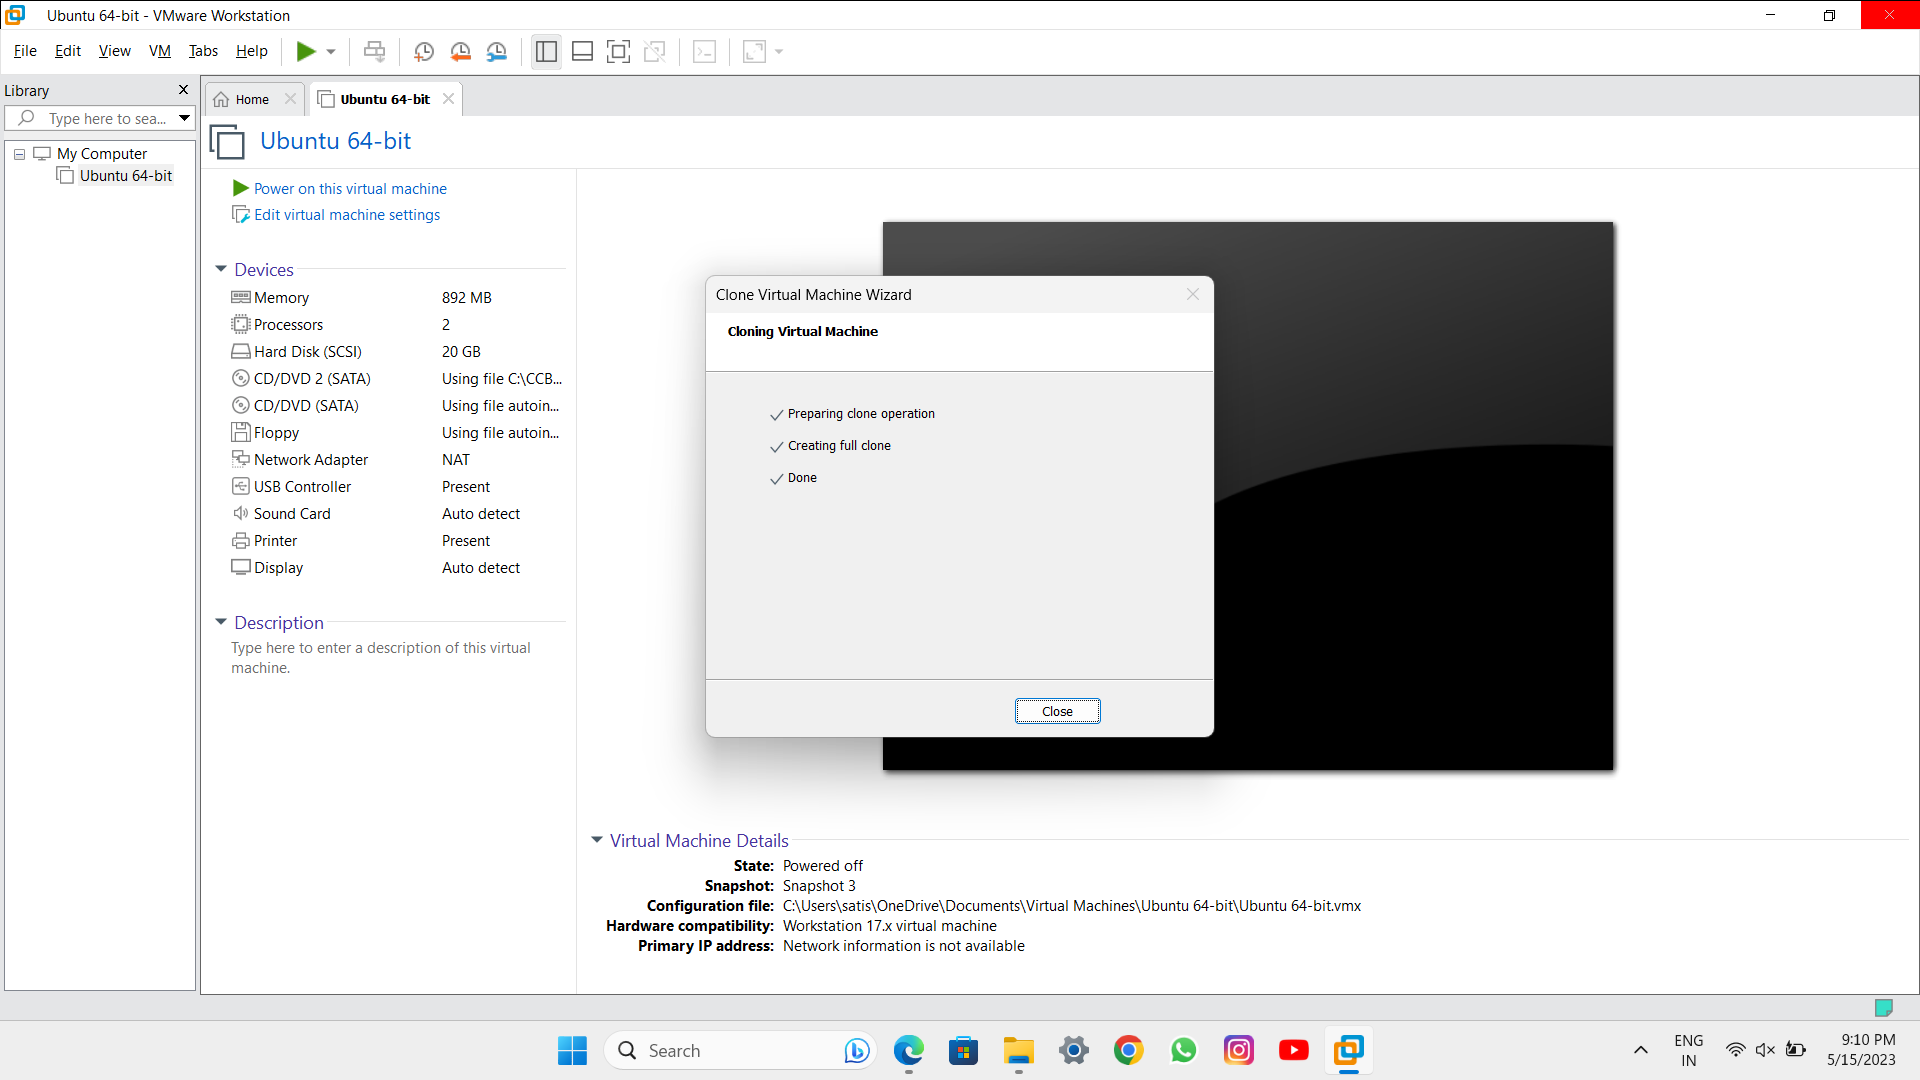 Ubuntu 64-bit - VMware Workstation
File Edit View VM Tabs Help
Library
Type here to sea...
My Computer
Ubuntu 64-bit
Home
Ubuntu 64-bit
Ubuntu 64-bit
Power on this virtual machine
Edit virtual machine settings
Devices
Memory 892 MB
Processors 2
Hard Disk (SCSI) 20 GB
CD/DVD 2 (SATA) Using file C:\CCB...
CD/DVD (SATA) Using file autoin...
Floppy Using file autoin...
Network Adapter NAT
USB Controller Present
Sound Card Auto detect
Printer Present
Display Auto detect
Description
Type here to enter a description of this virtual
machine.
Clone Virtual Machine Wizard
Cloning Virtual Machine
Preparing clone operation
Creating full clone
Done
Close
Virtual Machine Details
State: Powered off
Snapshot: Snapshot 3
Configuration file: C:\Users\satis\OneDrive\Documents\Virtual Machines\Ubuntu 64-bit\Ubuntu 64-bit.vmx
Hardware compatibility: Workstation 17.x virtual machine
Primary IP address: Network information is not available
Search
ENG
IN
9:10 PM
5/15/2023